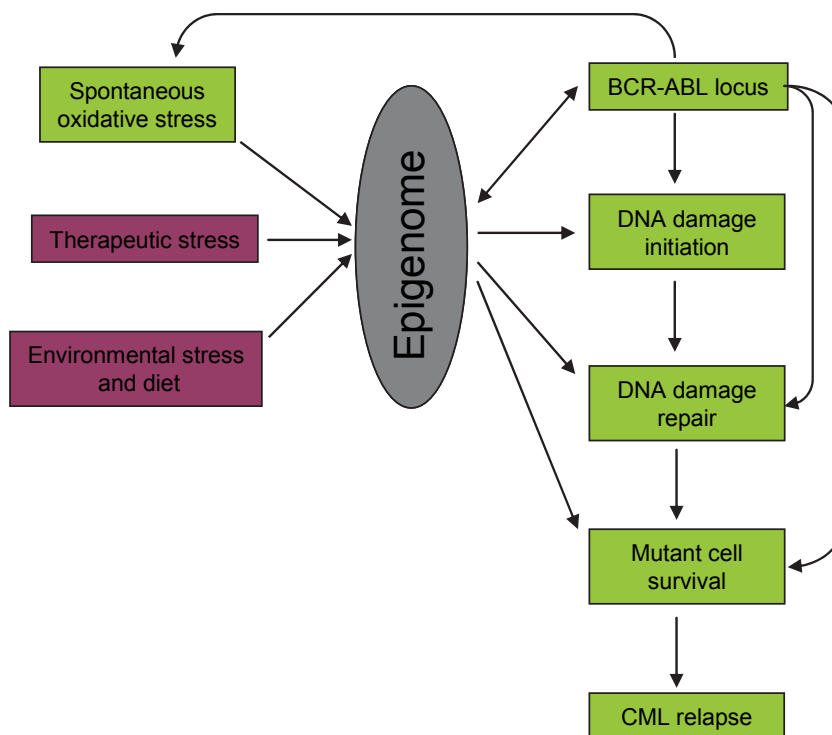 Spontaneous
oxidative stress
Therapeutic stress
Environmental stress
and diet
Epigenome
BCR-ABL locus
DNA damage
initiation
DNA damage
repair
Mutant cell
survival
CML relapse